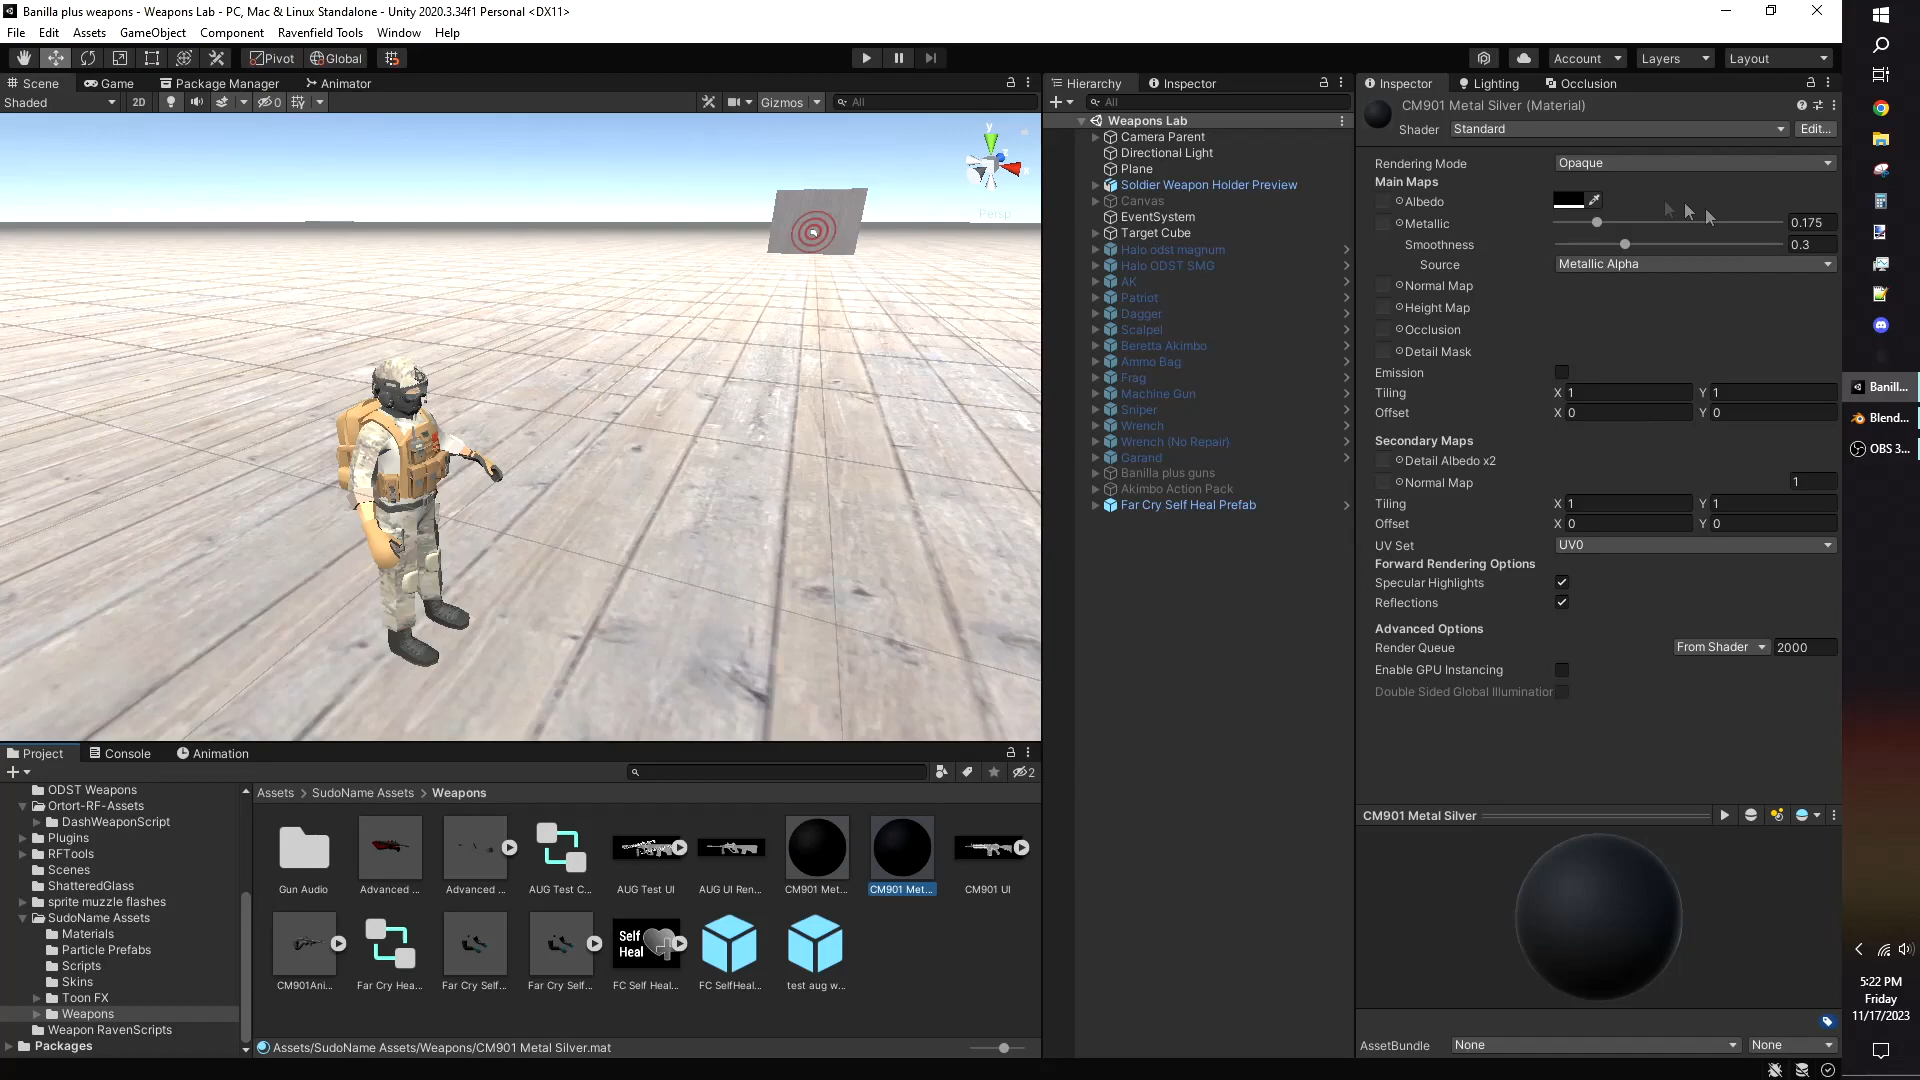 Banilla plus weapons - Weapons Lab - PC, Mac & Linux Standalone - Unity 2020.3.34f1 Personal <DX11>
File Edit Assets GameObject Component Ravenfield Tools Window Help
Pivot Global Account Layers Layout
Scene Game Package Manager Animator
Shaded 2D 0 Gizmos All
y
x
Persp
Hierarchy Inspector
All
Weapons Lab
Camera Parent
Directional Light
Plane
Soldier Weapon Holder Preview
Canvas
EventSystem
Target Cube
Halo odst magnum
Halo ODST SMG
AK
Patriot
Dagger
Scalpel
Beretta Akimbo
Ammo Bag
Frag
Machine Gun
Sniper
Wrench
Wrench (No Repair)
Garand
Banilla plus guns
Akimbo Action Pack
Far Cry Self Heal Prefab
Inspector Lighting Occlusion
CM901 Metal Silver (Material)
Shader Standard Edit...
Rendering Mode Opaque
Main Maps
Albedo
Metallic 0.175
Smoothness 0.3
Source Metallic Alpha
Normal Map
Height Map
Occlusion
Detail Mask
Emission
Tiling X 1 Y 1
Offset X 0 Y 0
Secondary Maps
Detail Albedo x2
Normal Map 1
Tiling X 1 Y 1
Offset X 0 Y 0
UV Set UV0
Forward Rendering Options
Specular Highlights
Reflections
Advanced Options
Render Queue From Shader 2000
Enable GPU Instancing
Double Sided Global Illumination
CM901 Metal Silver
AssetBundle None None
Project Console Animation
2
ODST Weapons
Ortort-RF-Assets
DashWeaponScript
Plugins
RFTools
Scenes
ShatteredGlass
sprite muzzle flashes
SudoName Assets
Materials
Particle Prefabs
Scripts
Skins
Toon FX
Weapons
Weapon RavenScripts
Packages
Assets > SudoName Assets > Weapons
Gun Audio Advanced ... Advanced ... AUG Test C... AUG Test UI AUG UI Ren... CM901 Met... CM901 Met... CM901 UI
Self
Heal
CM901Ani... Far Cry Hea... Far Cry Self... Far Cry Self... FC Self Heal... FC SelfHeal... test aug w...
Assets/SudoName Assets/Weapons/CM901 Metal Silver.mat
Banill...
Blend...
OBS 3...
5:22 PM
Friday
11/17/2023